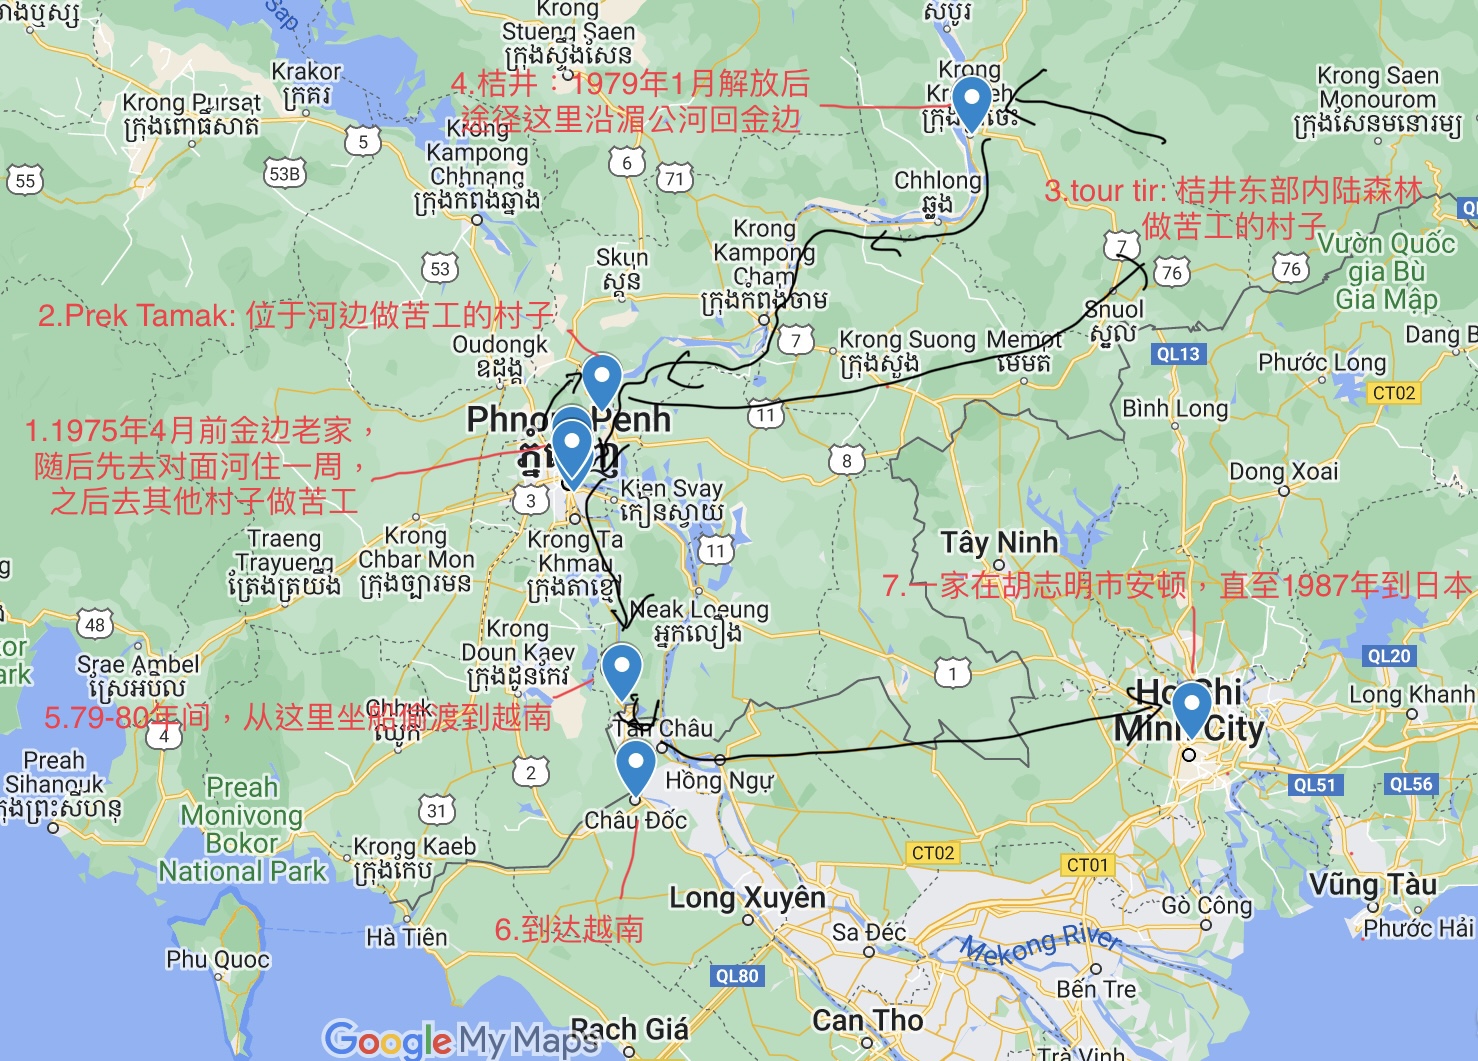 Sap
Krong
Stueng Saen
ក្រុងស្ទឹងសែន
សំបូរ
Krakor
ក្រគរ
Krong Pursat
ក្រុងពោធិ៍សាត់
4.桔井：1979年1月解放后
途径这里沿湄公河回金边
Krong
ក្រុង
Krong Saen
Monourom
ក្រុងសែនមនោរម្យ
5
53B
55
Krong
Kampong
Chhnang
ក្រុងកំពង់ឆ្នាំង
6
71
Chhlong
ឆ្លូង
3.tour tir: 桔井东部内陆森林
做苦工的村子
QL
7
76
76
Vườn Quốc
gia Bù
Gia Mập
53
Skun
ស្គន់
Krong
Kampong
Cham
ក្រុងកំពង់ចាម
2.Prek Tamak: 位于河边做苦工的村子
Snuol
ស្នួល
Oudongk
ឧដុង្គ
7
Krong Suong
ក្រុងសួង
Memot
មេមត់
QL13
Phước Long
Dang B
CT02
Phnom Penh
11
Bình Long
1.1975年4月前金边老家，
随后先去对面河住一周，
之后去其他村子做苦工
8
Dong Xoai
3
Kien Svay
កៀនស្វាយ
Traeng
Trayueng
ត្រែងត្រយឹង
Krong
Chbar Mon
ក្រុងច្បារមន
Krong Ta
Khmau
ក្រុងតាខ្មៅ
11
Tây Ninh
7.一家在胡志明市安顿，直至1987年到日本
48
Neak Loeung
អ្នកលឿង
Krong
Doun Kaev
ក្រុងដូនកែវ
Srae Ambel
ស្រែអំបិល
1
QL20
Ho Chi
Minh City
Long Khanh
Chhuk
ឈូក
5.79-80年间，从这里坐船偷渡到越南
4
Tân Châu
Preah
Sihanouk
ក្រុងព្រះសីហនុ
2
Hồng Ngự
QL51
QL56
Preah
Monivong
Bokor
National Park
31
Châu Đốc
Krong Kaeb
ក្រុងកែប
CT02
CT01
Long Xuyên
Vũng Tàu
Gò Công
Phước Hải
6.到达越南
Hà Tiên
Sa Đéc
Mekong River
Phu Quoc
QL80
Bến Tre
Can Tho
Rach Giá
Google My Maps
Trà Vinh